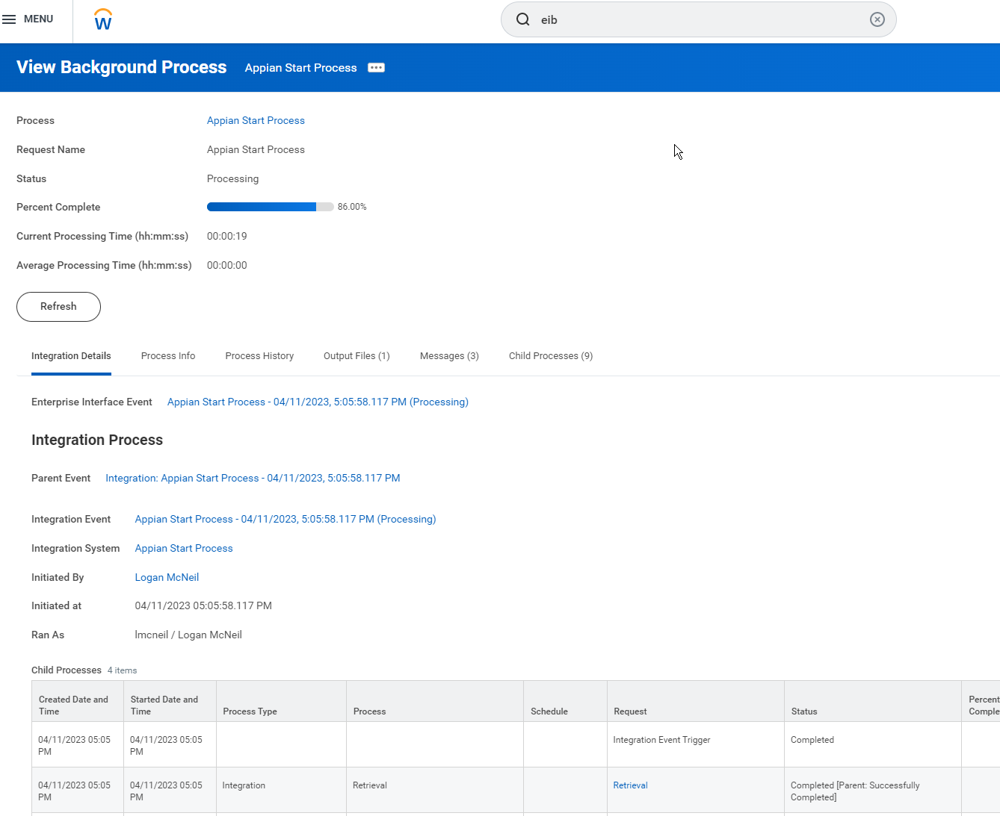 MENU
eib
View Background Process Appian Start Process
Process Appian Start Process
Request Name Appian Start Process
Status Processing
Percent Complete 86.00%
Current Processing Time (hh:mm:ss) 00:00:19
Average Processing Time (hh:mm:ss) 00:00:00
Refresh
Integration Details Process Info Process History Output Files (1) Messages (3) Child Processes (9)
Enterprise Interface Event Appian Start Process - 04/11/2023, 5:05:58.117 PM (Processing)
Integration Process
Parent Event Integration: Appian Start Process - 04/11/2023, 5:05:58.117 PM
Integration Event Appian Start Process - 04/11/2023, 5:05:58.117 PM (Processing)
Integration System Appian Start Process
Initiated By Logan McNeil
Initiated at 04/11/2023 05:05:58.117 PM
Ran As lmcneil / Logan McNeil
Child Processes 4 items
Created Date and Started Date and Percent
Time Time Process Type Process Schedule Request Status Comple
04/11/2023 05:05 04/11/2023 05:05 Integration Event Trigger Completed
PM PM
04/11/2023 05:05 04/11/2023 05:05 Integration Retrieval Retrieval Completed [Parent: Successfully
PM PM Completed]